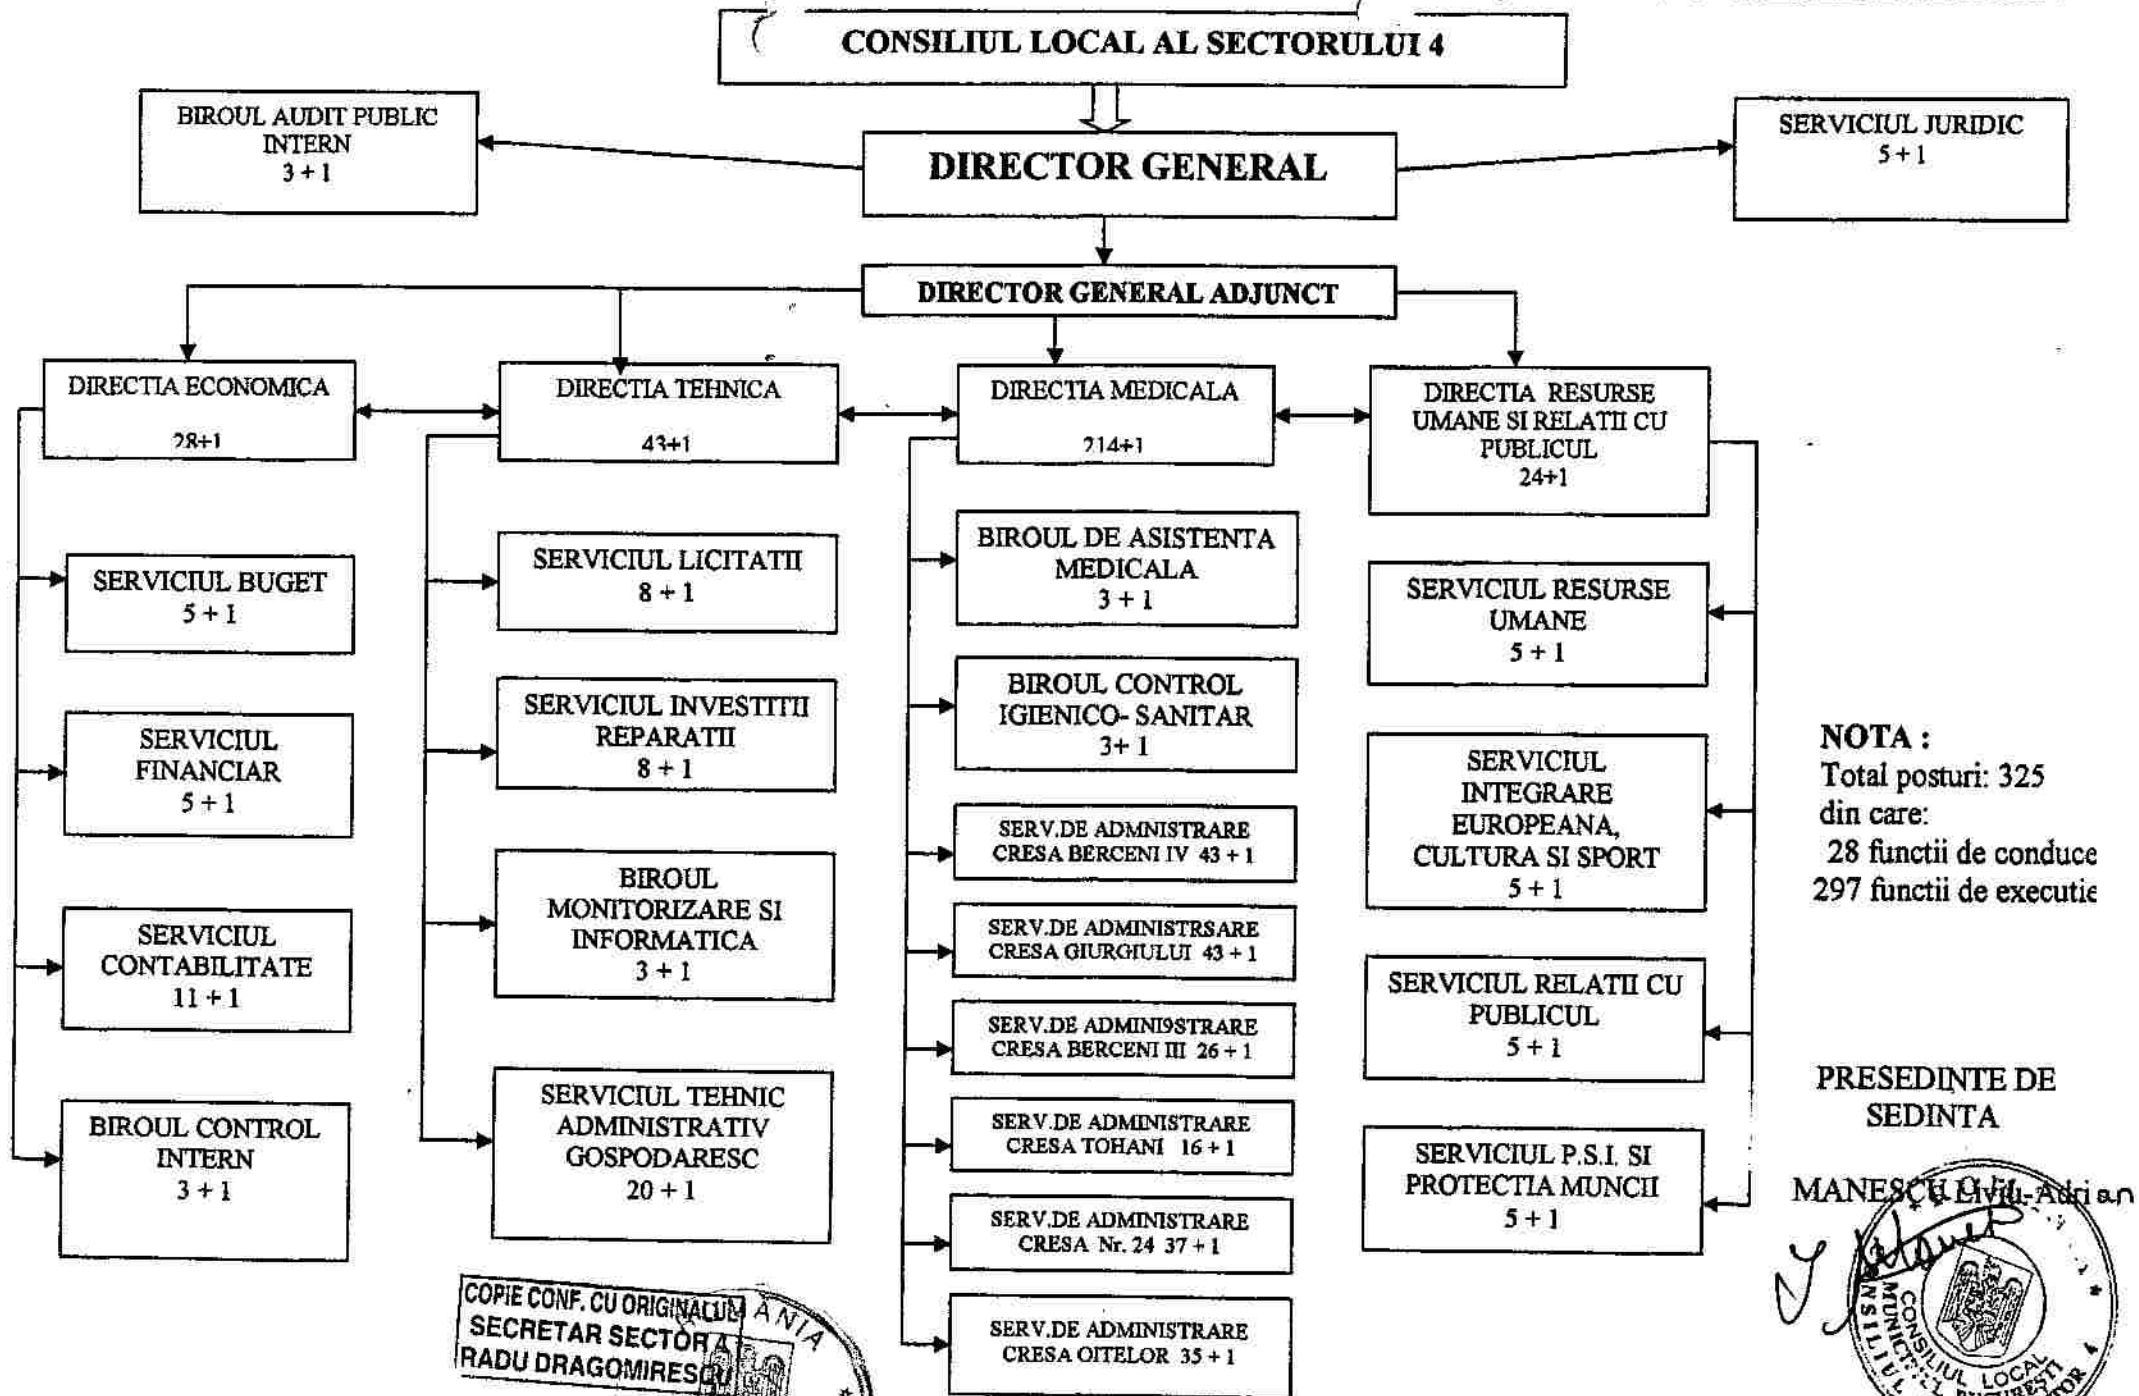 CONSILIUL LOCAL AL SECTORULUI 4
BIROUL AUDIT PUBLIC
INTERN
3 + 1
DIRECTOR GENERAL
SERVICIUL JURIDIC
5 + 1
DIRECTOR GENERAL ADJUNCT
DIRECTIA ECONOMICA
28+1
DIRECTIA TEHNICA
43+1
DIRECTIA MEDICALA
214+1
DIRECTIA RESURSE
UMANE SI RELATII CU
PUBLICUL
24+1
SERVICIUL BUGET
5 + 1
SERVICIUL
FINANCIAR
5 + 1
SERVICIUL
CONTABILITATE
11 + 1
BIROUL CONTROL
INTERN
3 + 1
SERVICIUL LICITATII
8 + 1
SERVICIUL INVESTITII
REPARATII
8 + 1
BIROUL
MONITORIZARE SI
INFORMATICA
3 + 1
SERVICIUL TEHNIC
ADMINISTRATIV
GOSPODARESC
20 + 1
BIROUL DE ASISTENTA
MEDICALA
3 + 1
BIROUL CONTROL
IGIENICO- SANITAR
3+ 1
SERV.DE ADMNISTRARE
CRESA BERCENI IV 43 + 1
SERV.DE ADMINISTRSARE
CRESA GIURGIULUI 43 + 1
SERV.DE ADMINI9STRARE
CRESA BERCENI III 26 + 1
SERV.DE ADMINISTRARE
CRESA TOHANI 16 + 1
SERV.DE ADMINISTRARE
CRESA Nr. 24 37 + 1
SERV.DE ADMINISTRARE
CRESA OITELOR 35 + 1
SERVICIUL RESURSE
UMANE
5 + 1
SERVICIUL
INTEGRARE
EUROPEANA,
CULTURA SI SPORT
5 + 1
SERVICIUL RELATII CU
PUBLICUL
5 + 1
SERVICIUL P.S.I. SI
PROTECTIA MUNCII
5 + 1
NOTA :
Total posturi: 325
din care:
28 functii de conduce
297 functii de executie
PRESEDINTE DE
SEDINTA
MANESCU Liviu-Adrian
COPIE CONF. CU ORIGINALUL
SECRETAR SECTOR 4
RADU DRAGOMIRESCU
CONSILIUL LOCAL